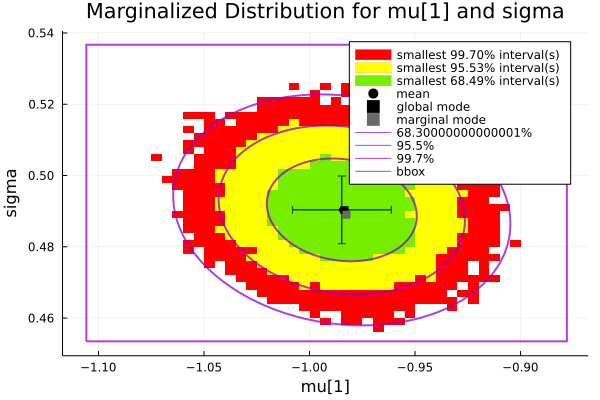 Marginalized Distribution for mu[1] and sigma
sigma
0.54
0.52
0.50
0.48
0.46
smallest 99.70% interval(s)
smallest 95.53% interval(s)
smallest 68.49% interval(s)
mean
global mode
marginal mode
68.30000000000001%
95.5%
99.7%
bbox
−1.10 −1.05 −1.00 −0.95 −0.90
mu[1]